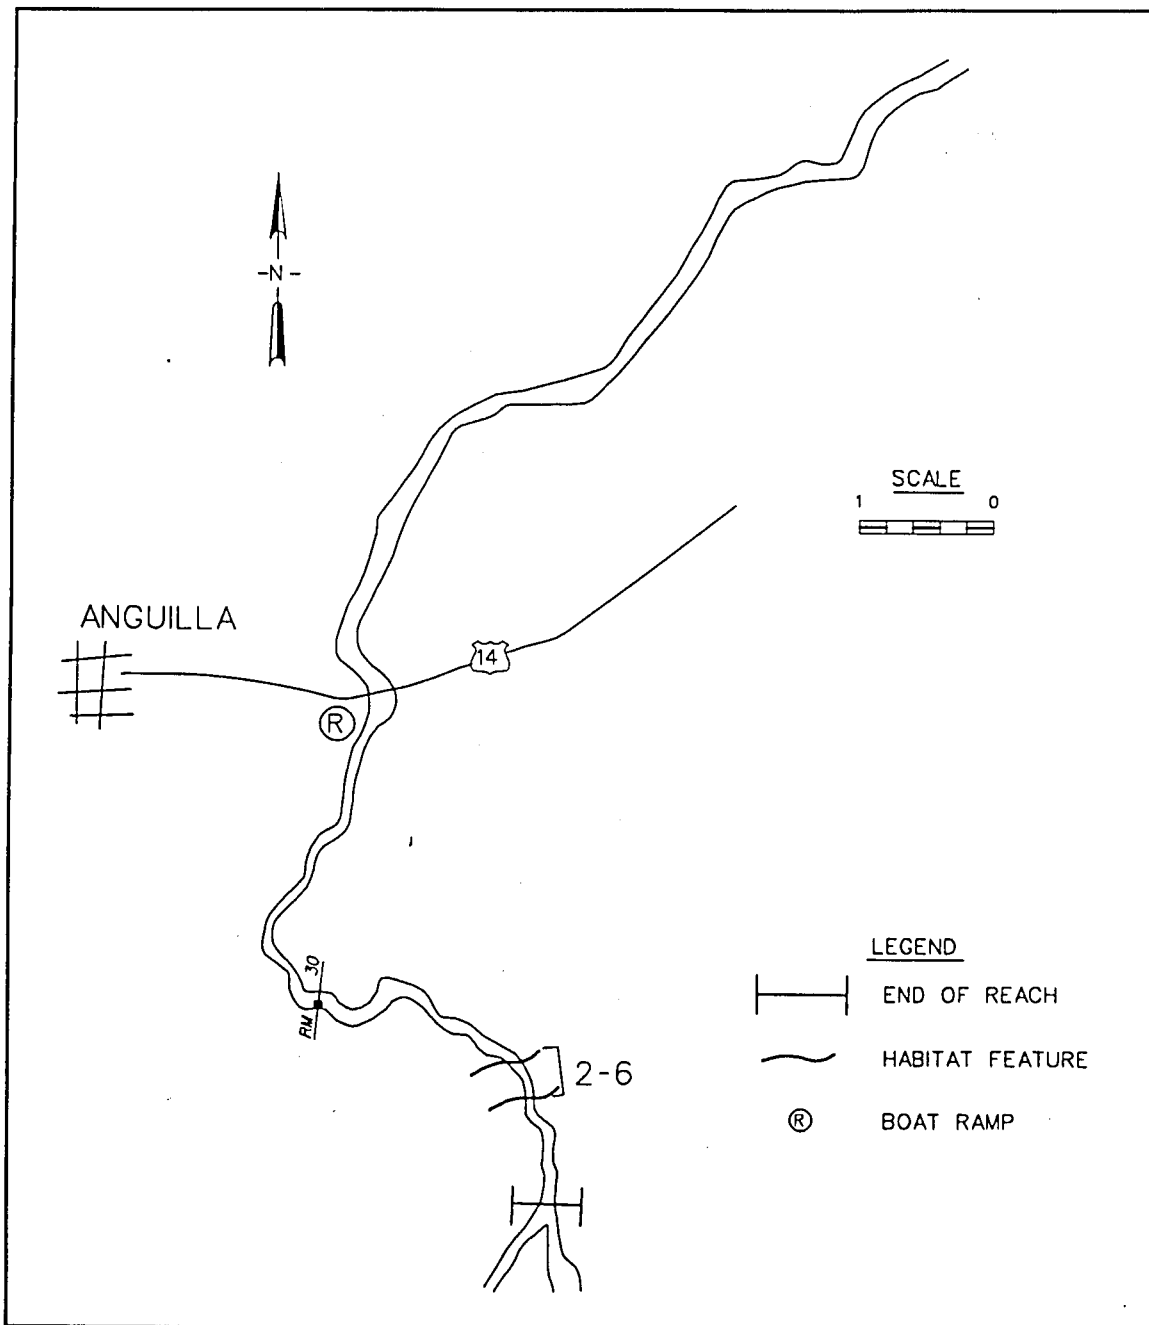 -N-
SCALE
1 0
ANGUILLA
14
R
LEGEND
RM 30
END OF REACH
HABITAT FEATURE
2-6
R BOAT RAMP